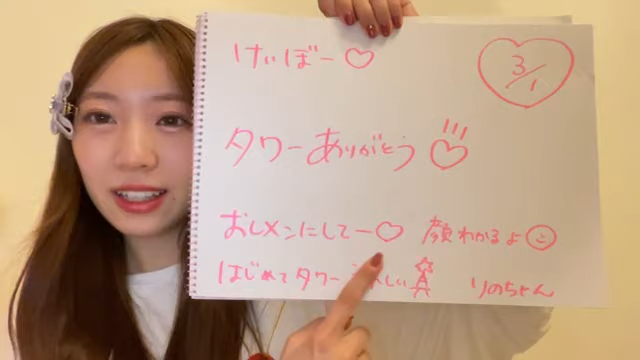 けいぼー♡
3/1
タワーありがとう♡
おしメンにしてー♡ 顔わかるよ
はじめてタワー しい りのちゃん